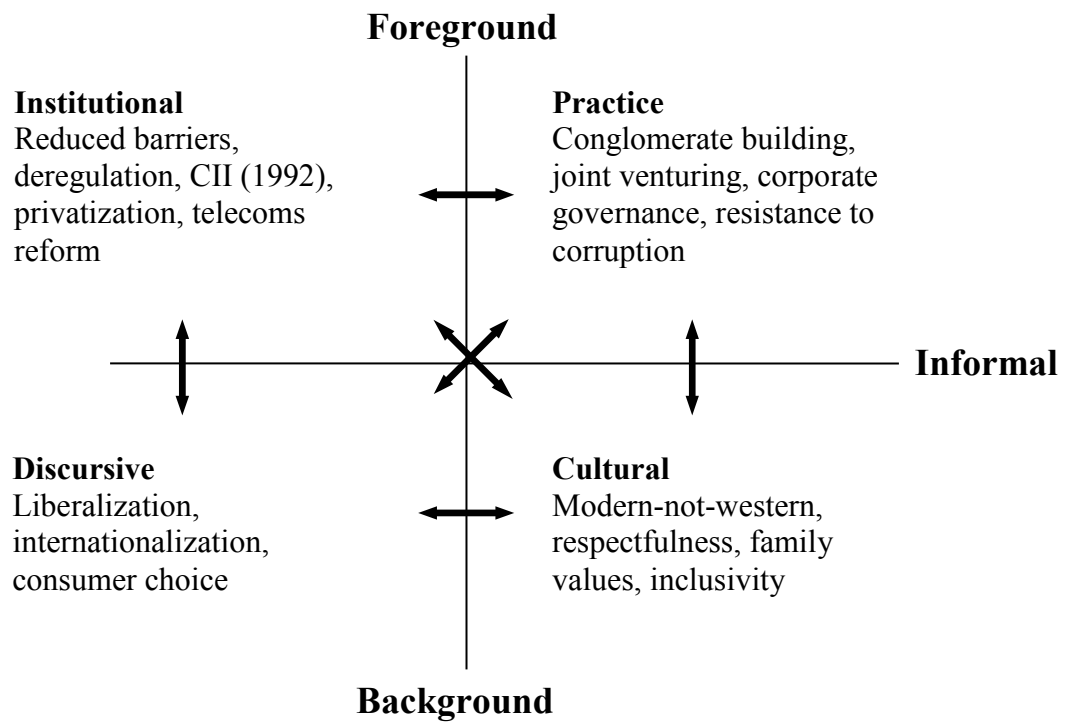 Foreground
Institutional
Reduced barriers,
deregulation, CII (1992),
privatization, telecoms
reform
Practice
Conglomerate building,
joint venturing, corporate
governance, resistance to
corruption
Informal
Discursive
Liberalization,
internationalization,
consumer choice
Cultural
Modern-not-western,
respectfulness, family
values, inclusivity
Background